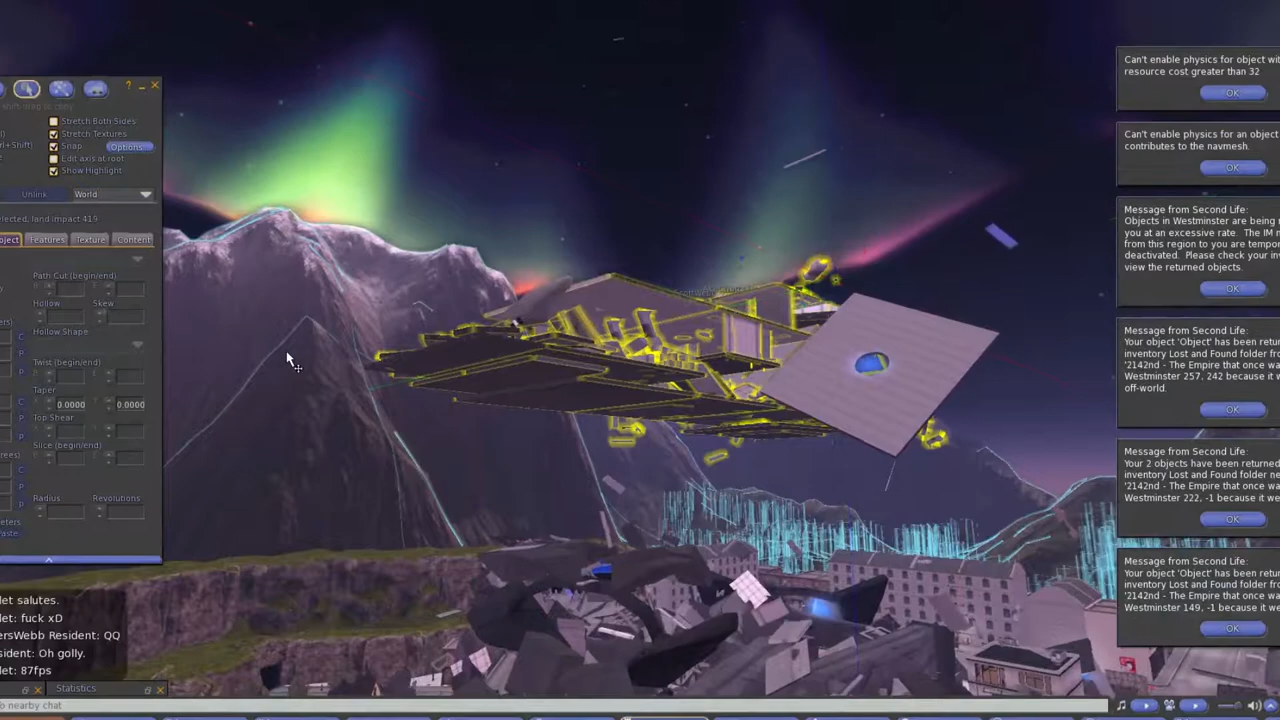 ? _ ×
shift-drag to copy
Stretch Both Sides
Stretch Textures
Snap
Options...
Edit axis at root
Show Highlight
rl+Shift)
Unlink
World
elected, land impact 419
bject
Features
Texture
Content
Path Cut (begin/end)
B
E
Hollow
Skew
Hollow Shape
Twist (begin/end)
B
E
Taper
0.0000
0.0000
Top Shear
Slice (begin/end)
B
E
Radius
Revolutions
C
P
let salutes.
let: fuck xD
ersWebb Resident: QQ
sident: Oh golly.
let: 87fps
Statistics
o nearby chat
Can't enable physics for object wit
resource cost greater than 32
OK
Can't enable physics for an object
contributes to the navmesh.
OK
Message from Second Life:
Objects in Westminster are being
you at an excessive rate. The IM n
from this region to you are tempor
deactivated. Please check your inv
view the returned objects.
OK
Message from Second Life:
Your object 'Object' has been retur
inventory Lost and Found folder fr
'2142nd - The Empire that once wa
Westminster 257, 242 because it w
off-world.
OK
Message from Second Life:
Your 2 objects have been returned
inventory Lost and Found folder ne
'2142nd - The Empire that once wa
Westminster 222, -1 because it we
OK
Message from Second Life:
Your object 'Object' has been retur
inventory Lost and Found folder fro
'2142nd - The Empire that once wa
Westminster 149, -1 because it we
OK